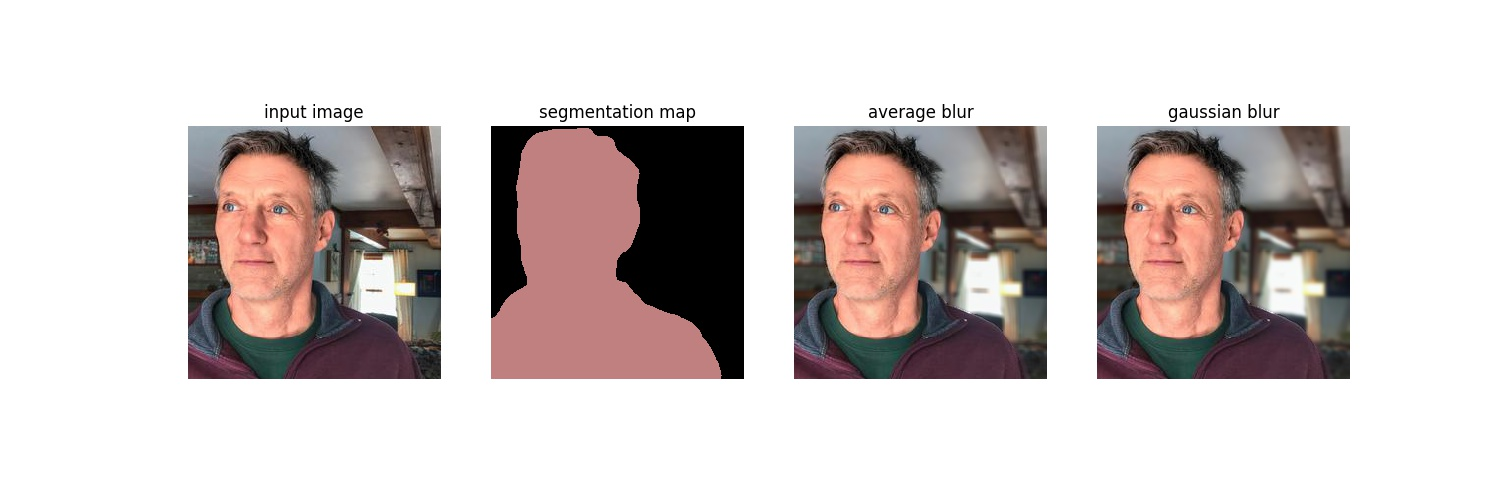 input image
segmentation map
average blur
gaussian blur